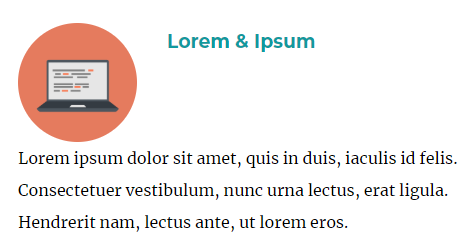 Lorem & Ipsum
Lorem ipsum dolor sit amet, quis in duis, iaculis id felis.
Consectetuer vestibulum, nunc urna lectus, erat ligula.
Hendrerit nam, lectus ante, ut lorem eros.